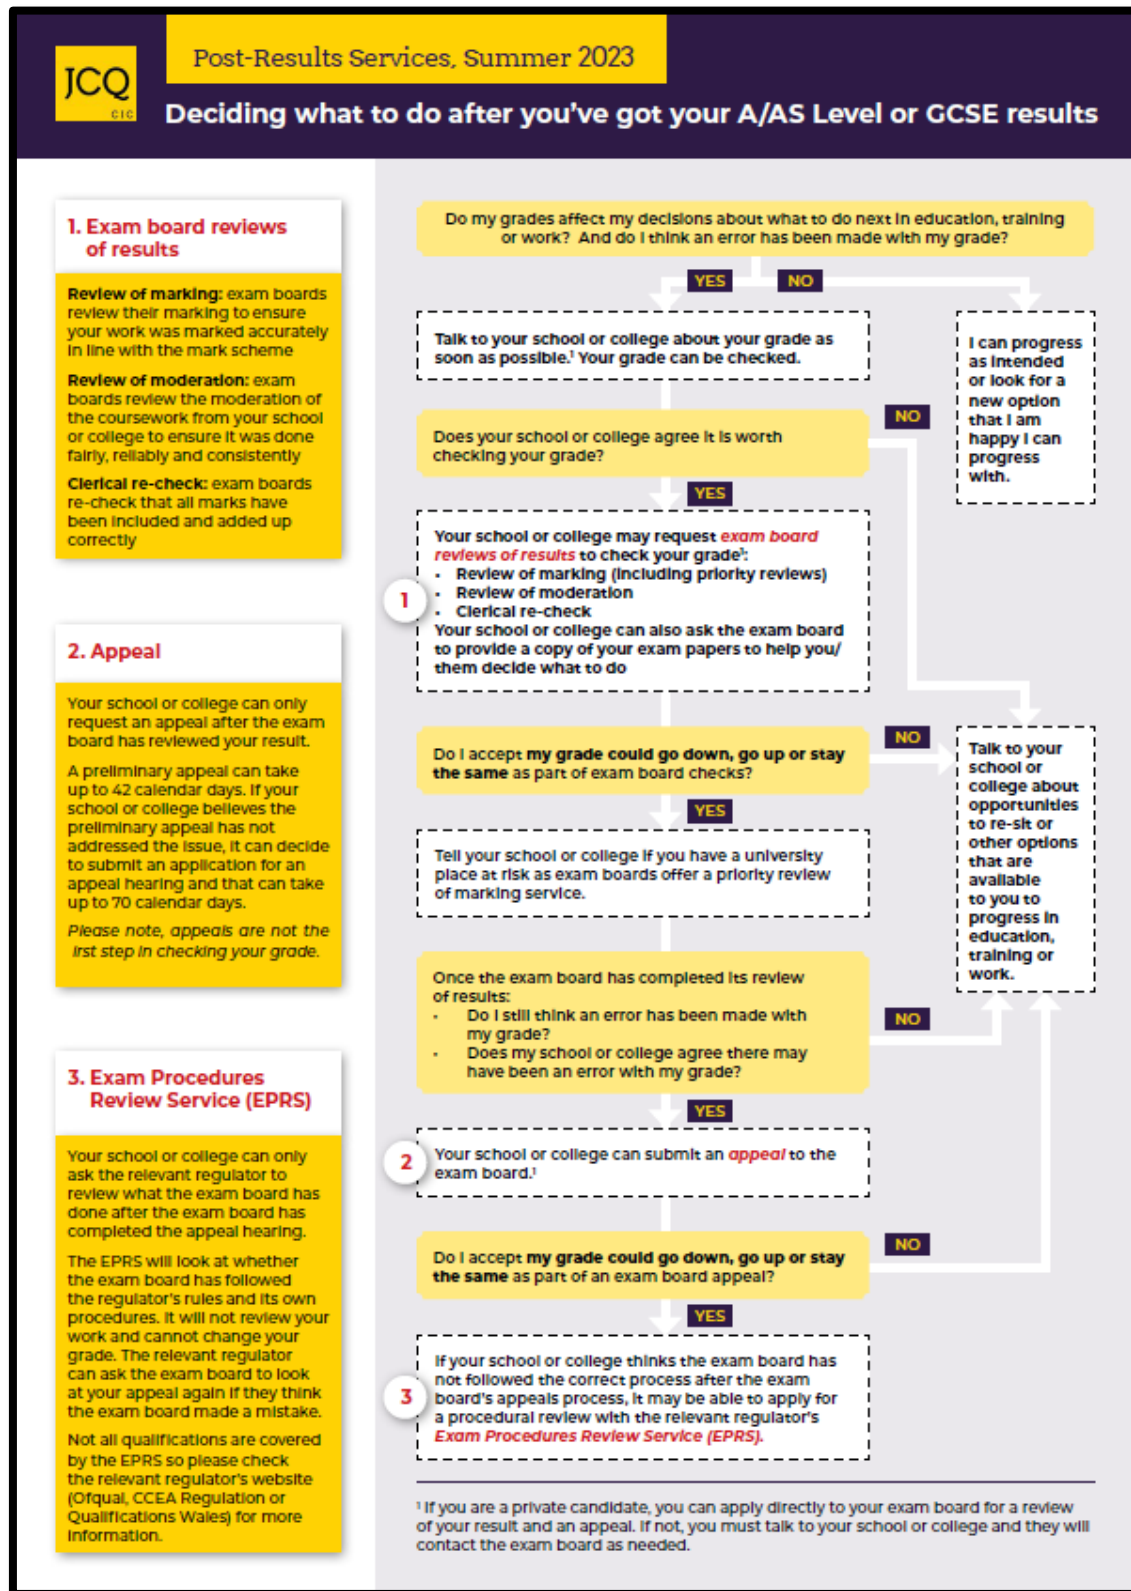 JCQ
CIC
Post-Results Services, Summer 2023
Deciding what to do after you've got your A/AS Level or GCSE results
1. Exam board reviews
of results
Review of marking: exam boards
review their marking to ensure
your work was marked accurately
in line with the mark scheme
Review of moderation: exam
boards review the moderation of
the coursework from your school
or college to ensure it was done
fairly, reliably and consistently
Clerical re-check: exam boards
re-check that all marks have
been included and added up
correctly
2. Appeal
Your school or college can only
request an appeal after the exam
board has reviewed your result.
A preliminary appeal can take
up to 42 calendar days. If your
school or college believes the
preliminary appeal has not
addressed the issue, it can decide
to submit an application for an
appeal hearing and that can take
up to 70 calendar days.
Please note, appeals are not the
irst step in checking your grade.
3. Exam Procedures
Review Service (EPRS)
Your school or college can only
ask the relevant regulator to
review what the exam board has
done after the exam board has
completed the appeal hearing.
The EPRS will look at whether
the exam board has followed
the regulator's rules and its own
procedures. It will not review your
work and cannot change your
grade. The relevant regulator
can ask the exam board to look
at your appeal again if they think
the exam board made a mistake.
Not all qualifications are covered
by the EPRS so please check
the relevant regulator's website
(Ofqual, CCEA Regulation or
Qualifications Wales) for more
information.
Do my grades affect my decisions about what to do next in education, training
or work? And do I think an error has been made with my grade?
YES
NO
Talk to your school or college about your grade as
soon as possible.¹ Your grade can be checked.
I can progress
as intended
or look for a
new option
that I am
happy I can
progress
with.
Does your school or college agree it is worth
checking your grade?
NO
YES
1
Your school or college may request exam board
reviews of results to check your grade¹:
• Review of marking (including priority reviews)
• Review of moderation
• Clerical re-check
Your school or college can also ask the exam board
to provide a copy of your exam papers to help you/
them decide what to do
Do I accept my grade could go down, go up or stay
the same as part of exam board checks?
NO
YES
Talk to your
school or
college about
opportunities
to re-sit or
other options
that are
available
to you to
progress in
education,
training or
work.
Tell your school or college if you have a university
place at risk as exam boards offer a priority review
of marking service.
Once the exam board has completed its review
of results:
• Do I still think an error has been made with
my grade?
• Does my school or college agree there may
have been an error with my grade?
NO
YES
2
Your school or college can submit an appeal to the
exam board.¹
Do I accept my grade could go down, go up or stay
the same as part of an exam board appeal?
NO
YES
3
If your school or college thinks the exam board has
not followed the correct process after the exam
board's appeals process, it may be able to apply for
a procedural review with the relevant regulator's
Exam Procedures Review Service (EPRS).
¹ If you are a private candidate, you can apply directly to your exam board for a review
of your result and an appeal. If not, you must talk to your school or college and they will
contact the exam board as needed.